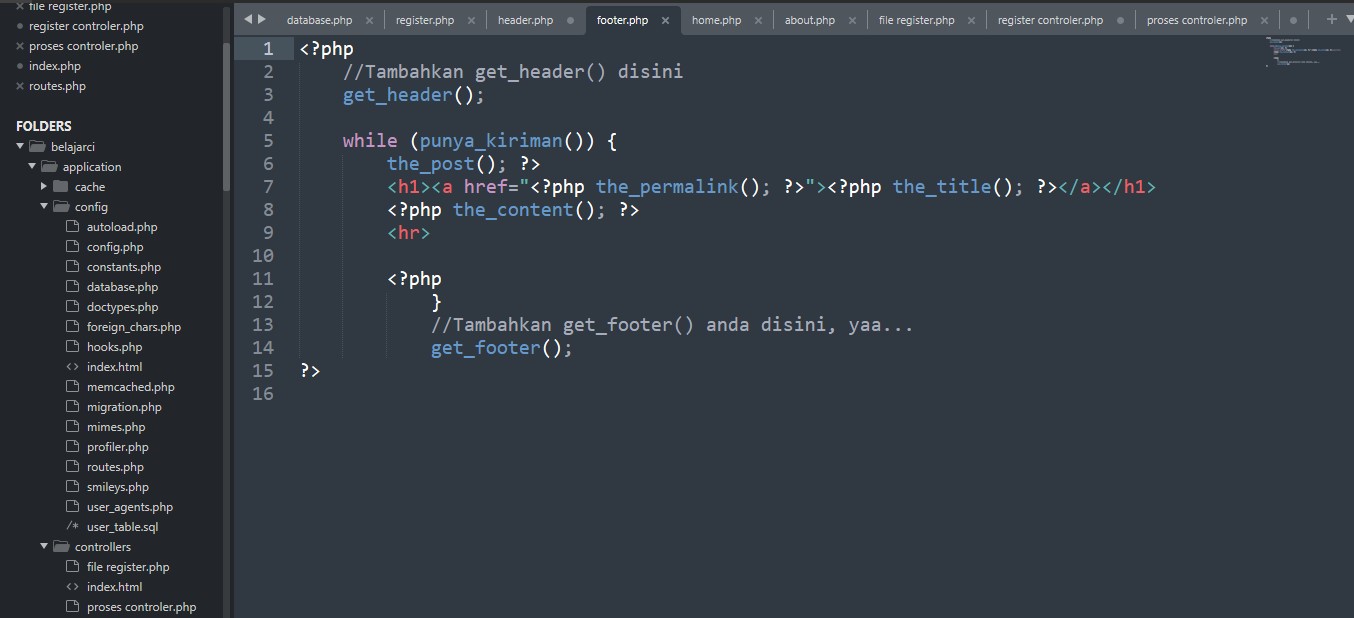 file register.php
register controler.php
proses controler.php
index.php
routes.php
FOLDERS
belajarci
application
cache
config
autoload.php
config.php
constants.php
database.php
doctypes.php
foreign_chars.php
hooks.php
index.html
memcached.php
migration.php
mimes.php
profiler.php
routes.php
smileys.php
user_agents.php
user_table.sql
controllers
file register.php
index.html
proses controler.php
database.php register.php header.php footer.php home.php about.php file register.php register controler.php proses controler.php
1 <?php
2 //Tambahkan get_header() disini
3 get_header();
4
5 while (punya_kiriman()) {
6 the_post(); ?>
7 <h1><a href="<?php the_permalink(); ?>"><?php the_title(); ?></a></h1>
8 <?php the_content(); ?>
9 <hr>
10
11 <?php
12 }
13 //Tambahkan get_footer() anda disini, yaa...
14 get_footer();
15 ?>
16